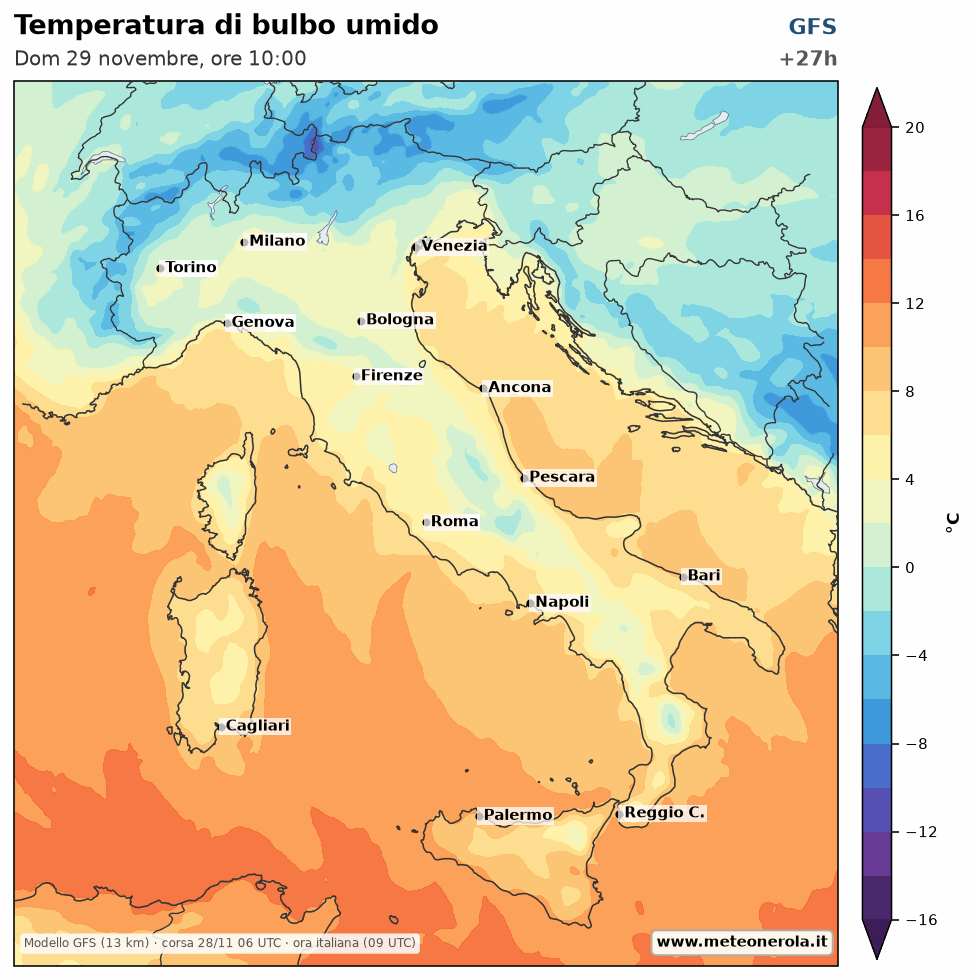 Temperatura di bulbo umido
GFS
Dom 29 novembre, ore 10:00
+27h
Milano
Venezia
Torino
Genova
Bologna
Firenze
Ancona
Pescara
Roma
Bari
Napoli
Cagliari
Palermo
Reggio C.
20
16
12
8
4
0
−4
−8
−12
−16
°C
Modello GFS (13 km) · corsa 28/11 06 UTC · ora italiana (09 UTC)
www.meteonerola.it